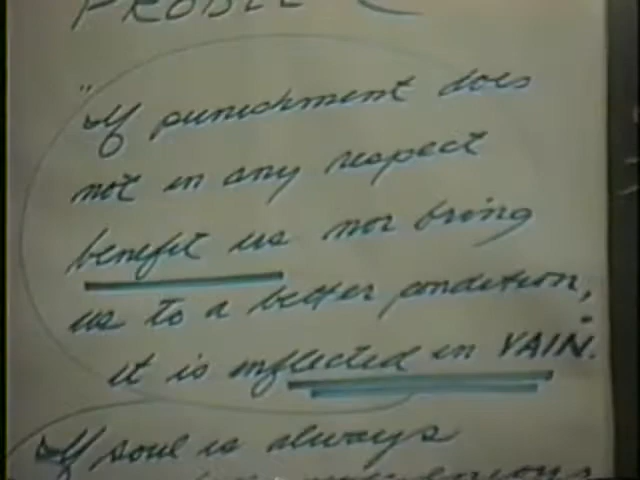 "If punishment does
not in any respect
benefit us nor bring
us to a better condition,
it is inflected in VAIN.
If soul is always